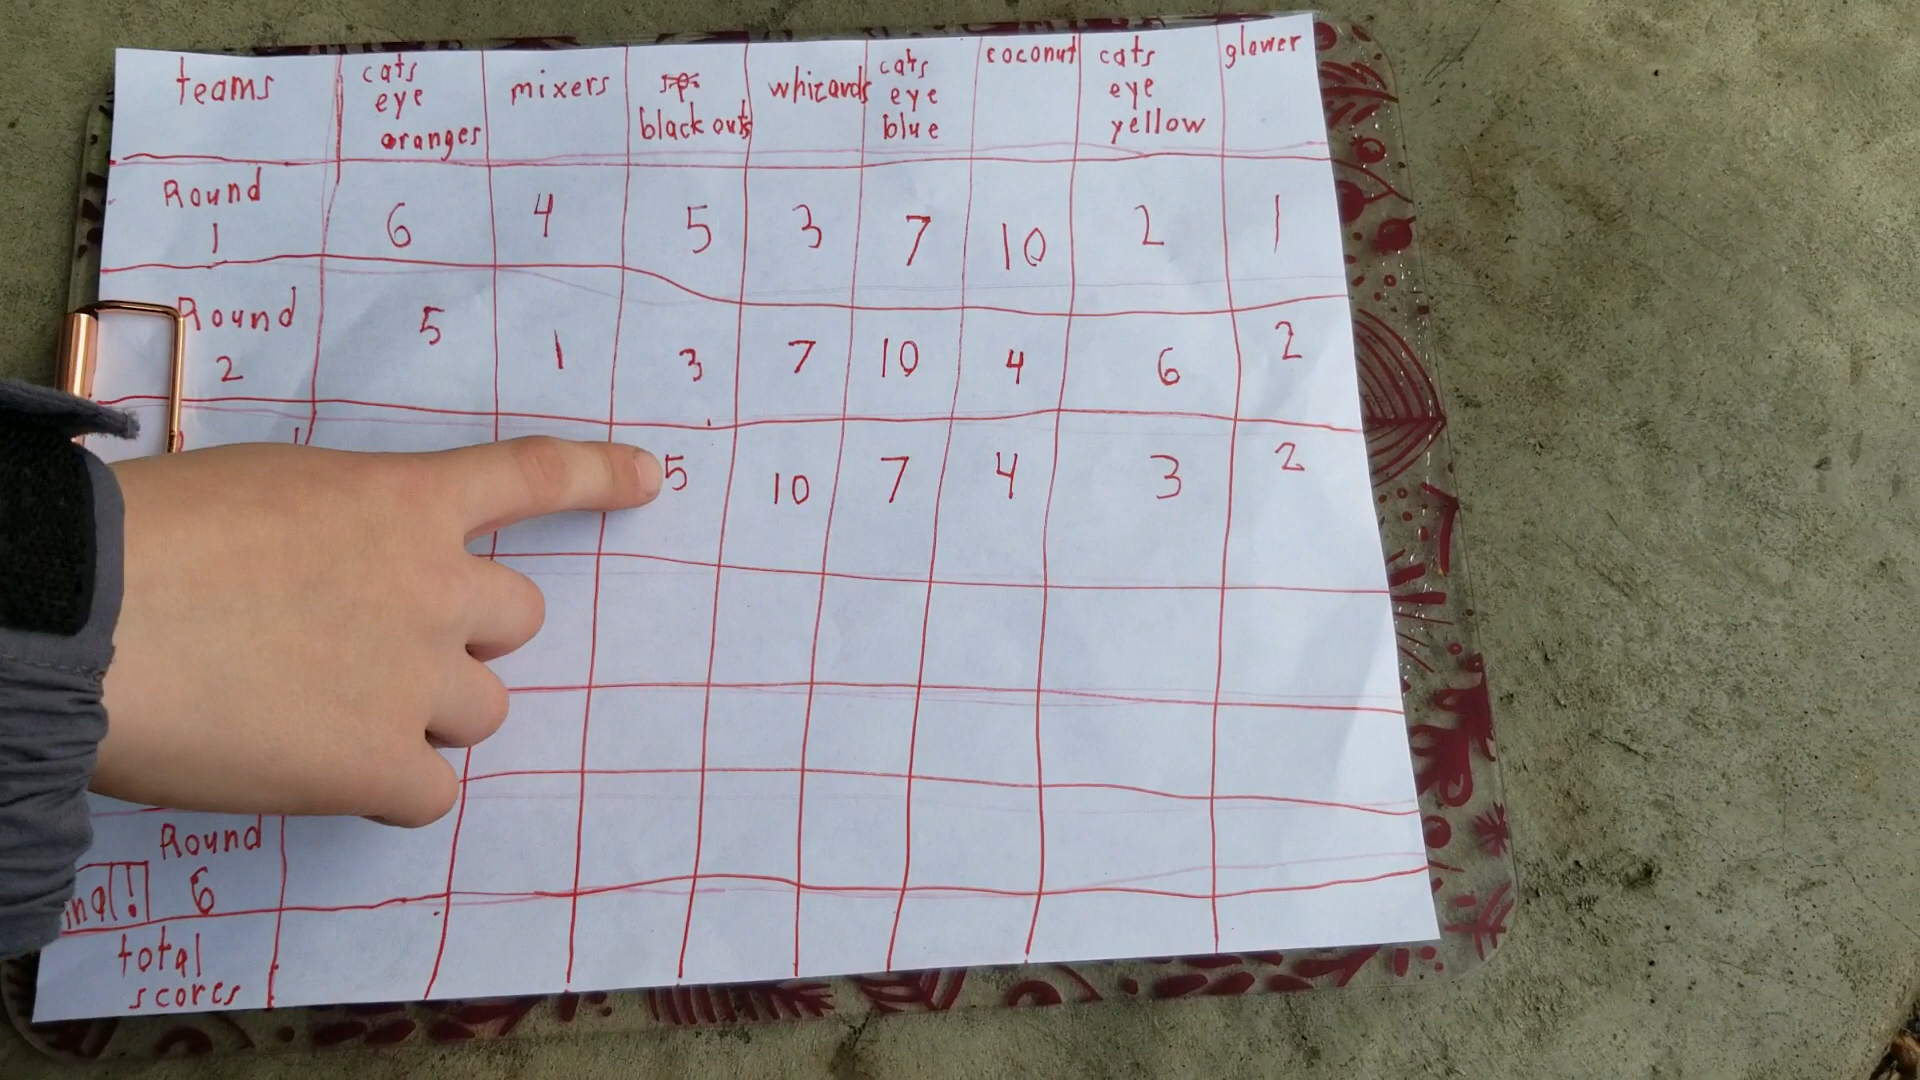 teams cats eye oranges mixers black outs whizards cats eye blue coconut cats eye yellow glower
Round 1 6 4 5 3 7 10 2 1
Round 2 5 1 3 7 10 4 6 2
5 10 7 4 3 2
Round 6
total scores